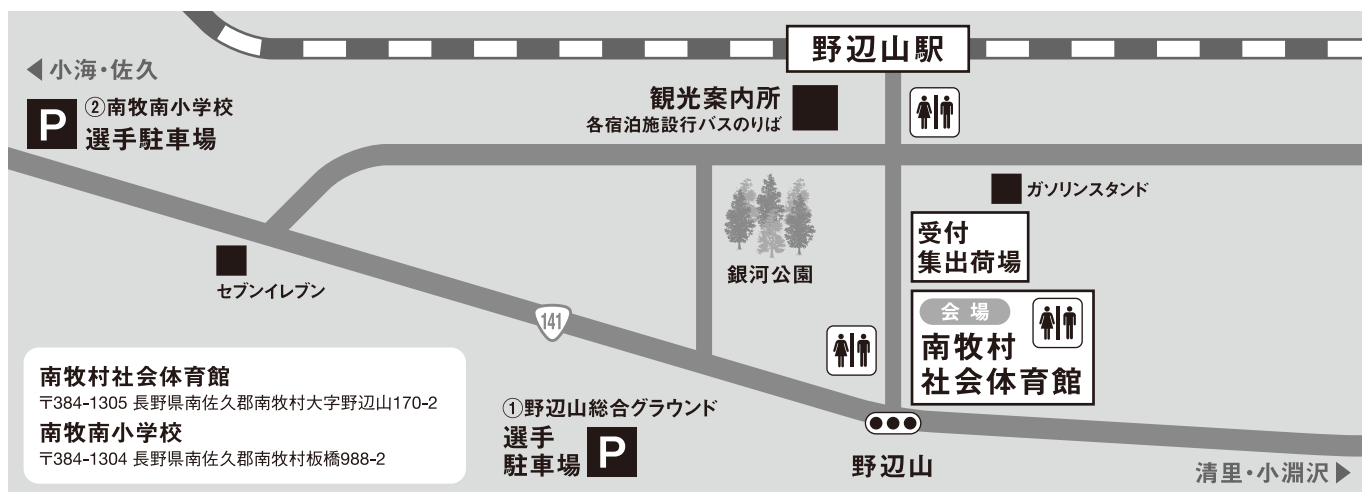 野辺山駅
小海・佐久
P
②南牧南小学校
選手駐車場
観光案内所
各宿泊施設行バスのりば
ガソリンスタンド
受付
集出荷場
銀河公園
セブンイレブン
141
会場
南牧村
社会体育館
南牧村社会体育館
〒384-1305 長野県南佐久郡南牧村大字野辺山170-2
南牧南小学校
〒384-1304 長野県南佐久郡南牧村板橋988-2
①野辺山総合グラウンド
選手
駐車場
P
野辺山
清里・小淵沢